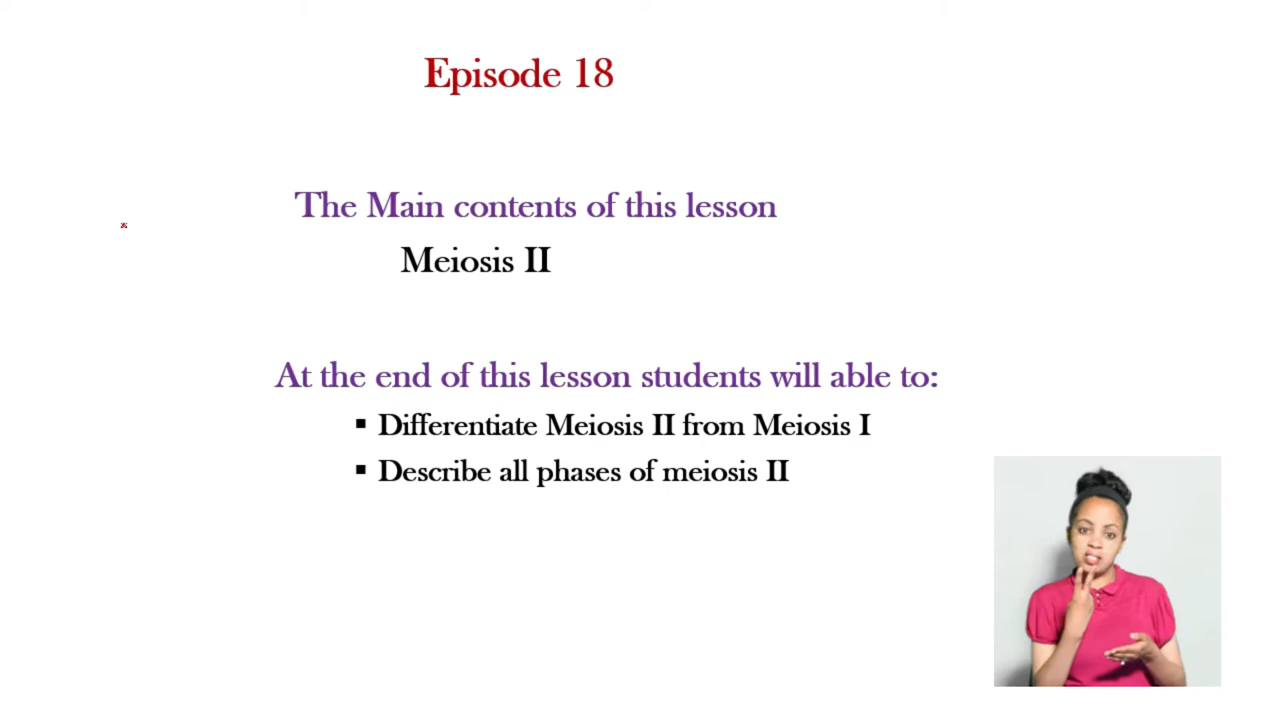 Episode 18
The Main contents of this lesson
Meiosis II
At the end of this lesson students will able to:
▪ Differentiate Meiosis II from Meiosis I
▪ Describe all phases of meiosis II